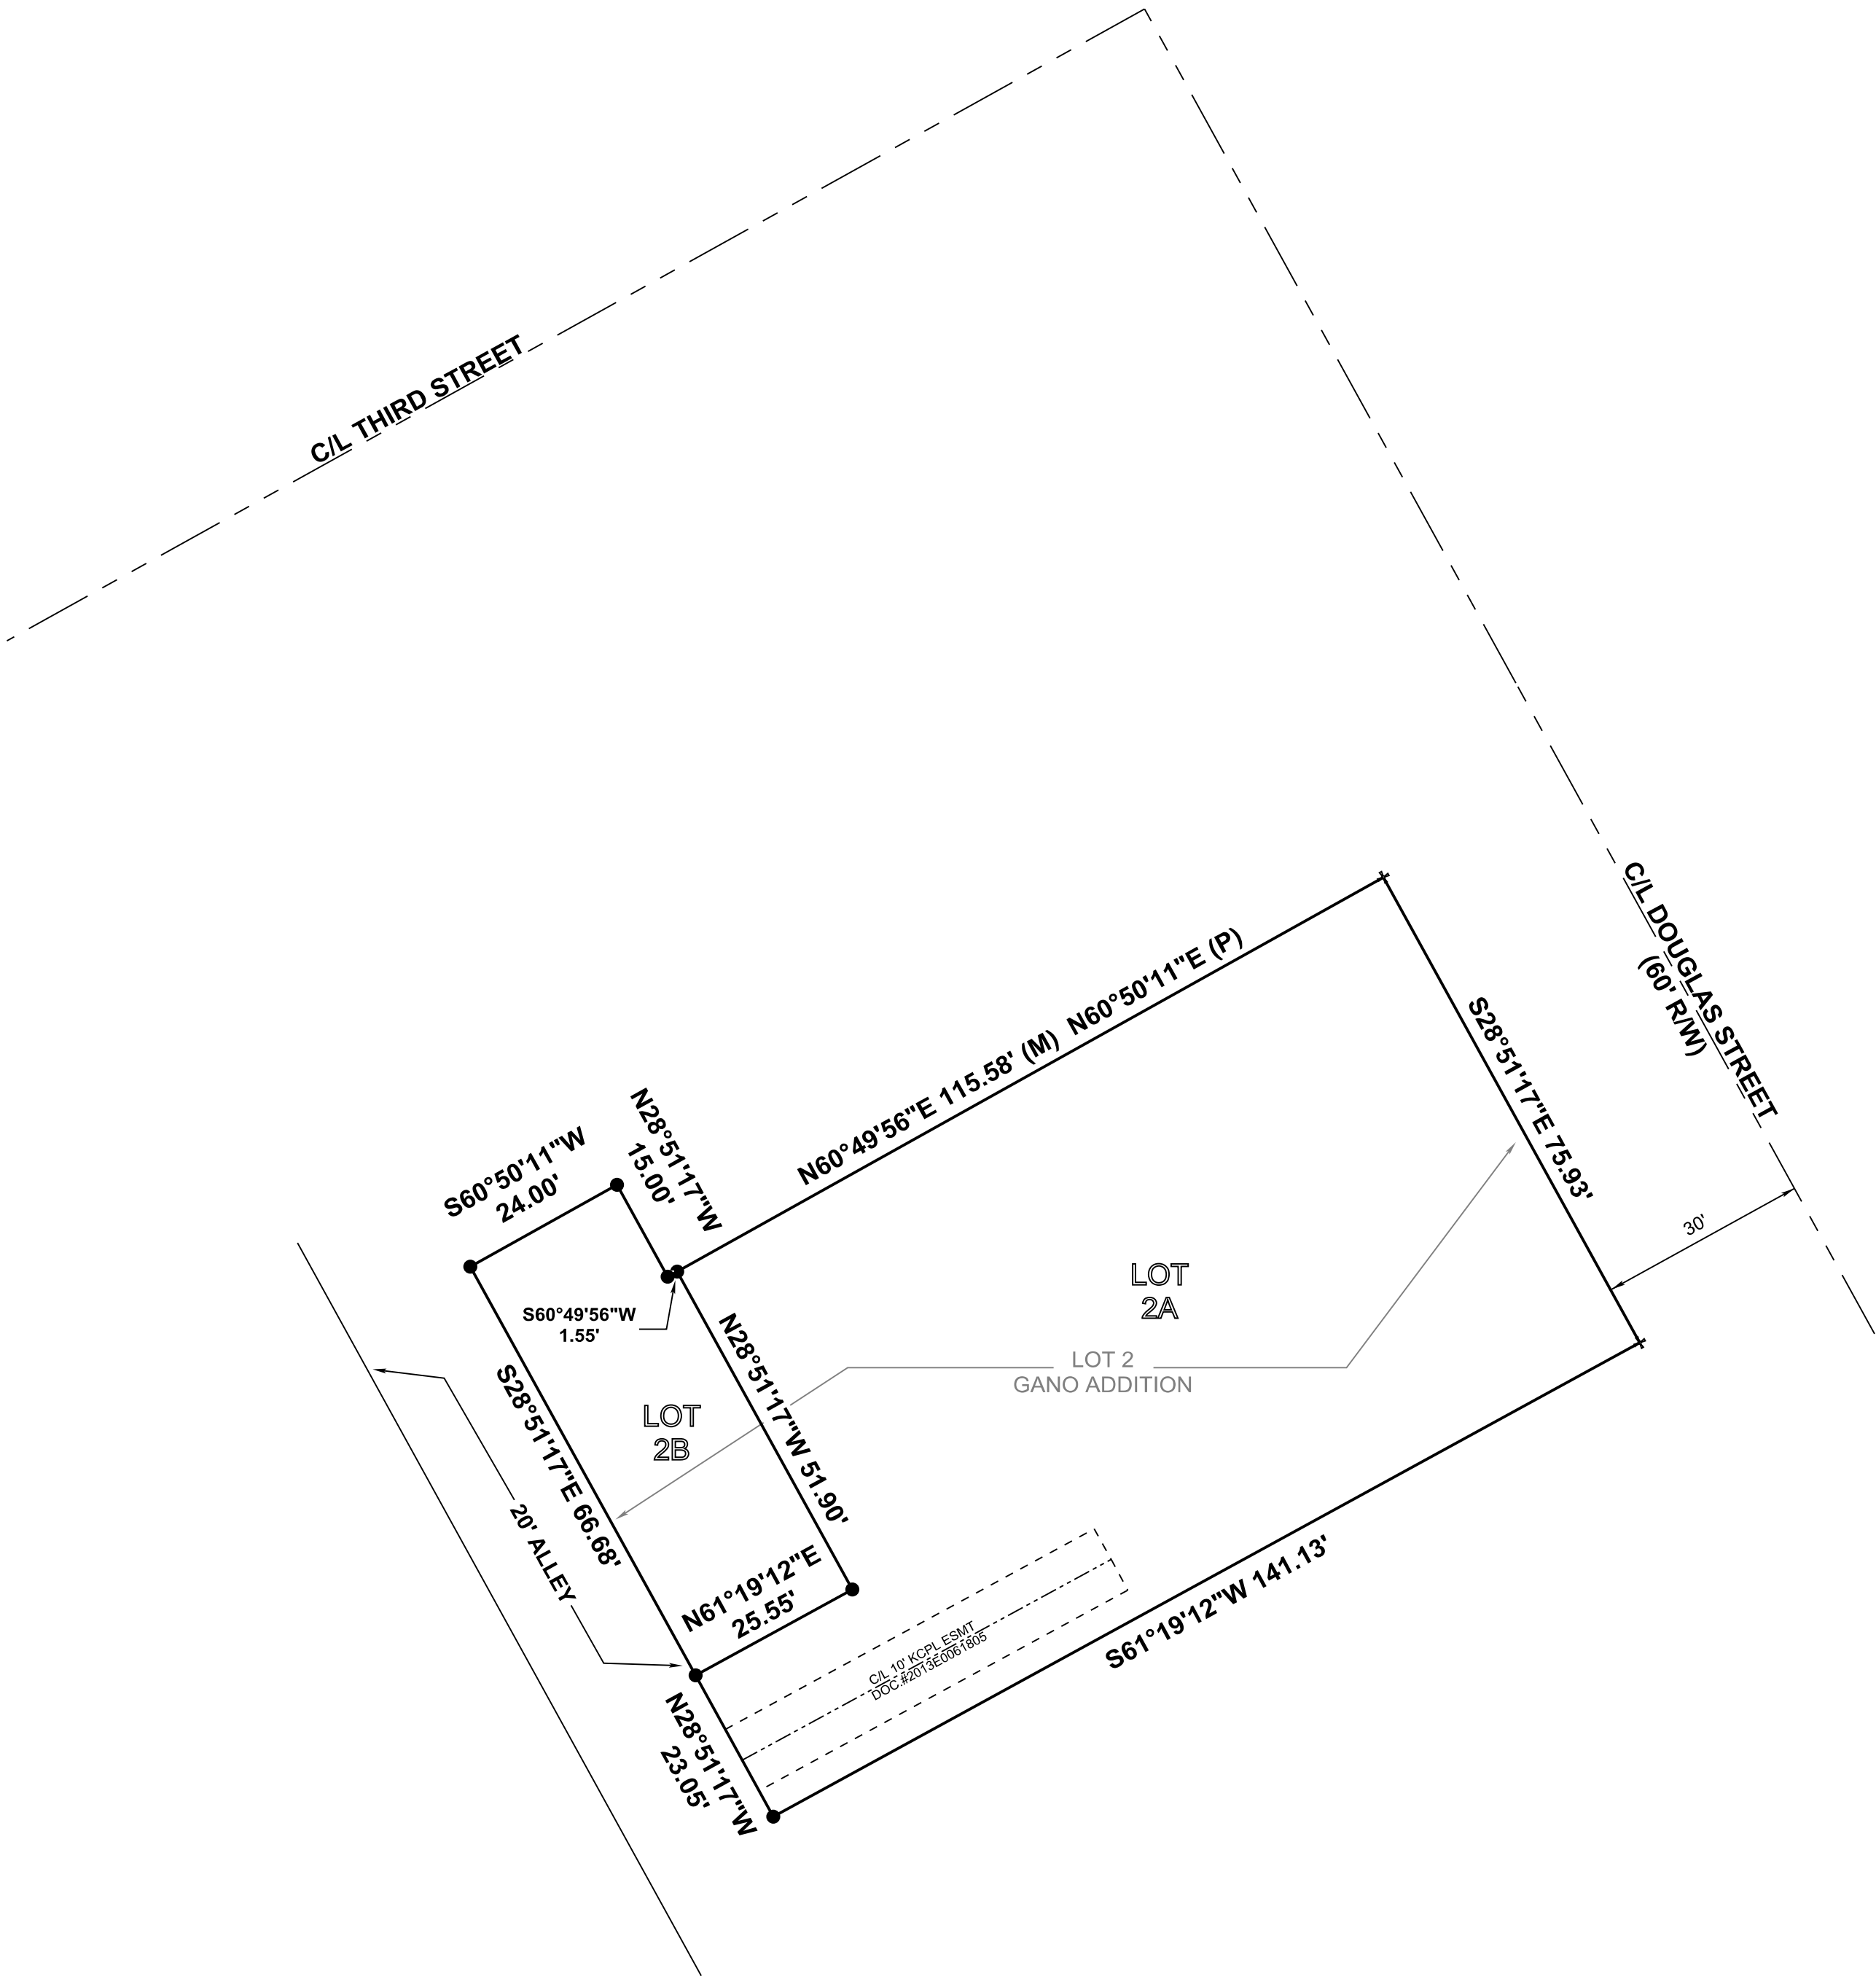 C/L THIRD STREET
C/L DOUGLAS STREET
(60' R/W)
N60°49'56"E 115.58' (M)  N60°50'11"E (P)
S28°51'17"E 75.93'
30'
N28°51'17"W
15.00'
S60°50'11"W
24.00'
S60°49'56"W
1.55'
LOT
2A
LOT 2
GANO ADDITION
N28°51'17"W 51.90'
S28°51'17"E 66.68'
LOT
2B
20' ALLEY
N61°19'12"E
25.55'
S61°19'12"W 141.13'
C/L 10' KCPL ESMT
DOC.#2013E0061805
N28°51'17"W
23.05'